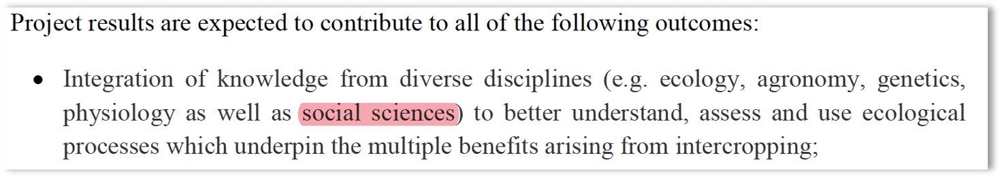 Project results are expected to contribute to all of the following outcomes:
• Integration of knowledge from diverse disciplines (e.g. ecology, agronomy, genetics,
physiology as well as social sciences) to better understand, assess and use ecological
processes which underpin the multiple benefits arising from intercropping;